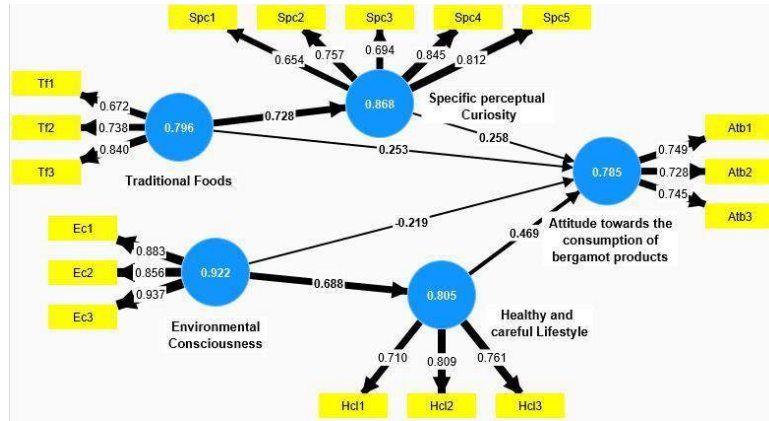 Spc1
Spc2
Spc3
Spc4
Spc5
0.654
0.757
0.694
0.845
0.812
Tf1
Tf2
Tf3
0.672
0.738
0.840
0.796
Traditional Foods
0.728
0.868
Specific perceptual
Curiosity
0.258
0.253
Atb1
Atb2
Atb3
0.749
0.728
0.745
0.785
Attitude towards the
consumption of
bergamot products
Ec1
Ec2
Ec3
0.883
0.856
0.937
0.922
Environmental
Consciousness
-0.219
0.688
0.469
0.805
Healthy and
careful Lifestyle
0.710
0.809
0.761
Hcl1
Hcl2
Hcl3